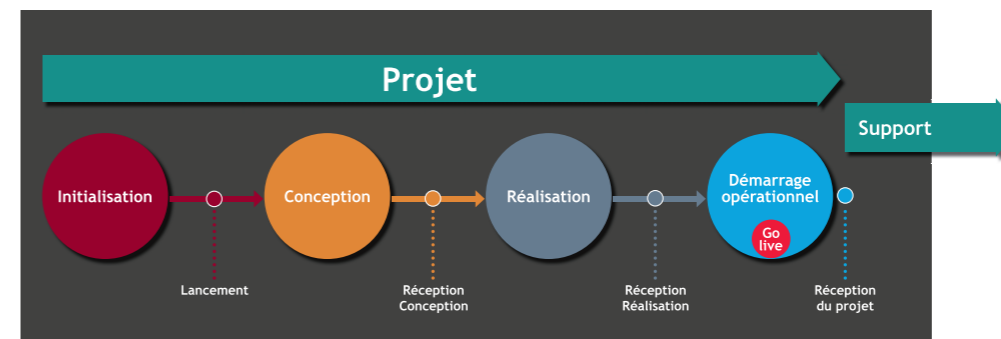 Projet
Support
Initialisation
Conception
Réalisation
Démarrage
opérationnel
Go
live
Lancement
Réception
Conception
Réception
Réalisation
Réception
du projet